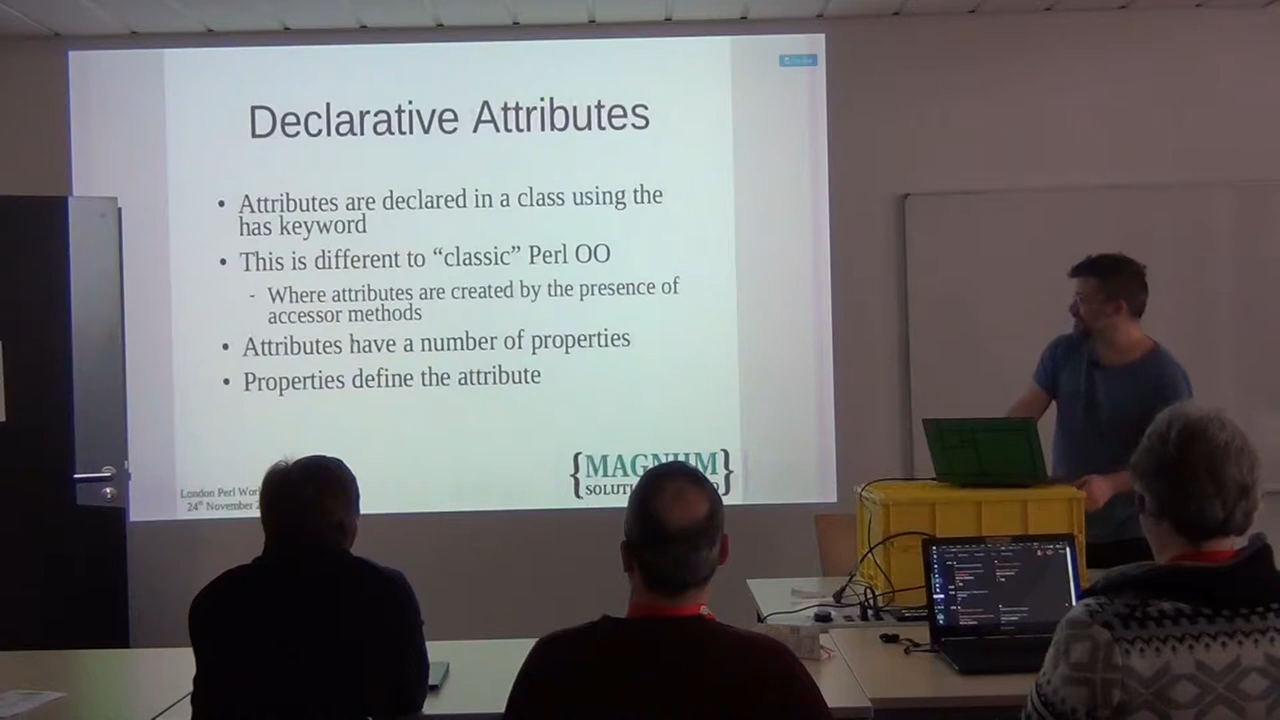 Declarative Attributes
• Attributes are declared in a class using the
has keyword
• This is different to “classic” Perl OO
- Where attributes are created by the presence of
accessor methods
• Attributes have a number of properties
• Properties define the attribute
London Perl
24th November
{MAGNUM}